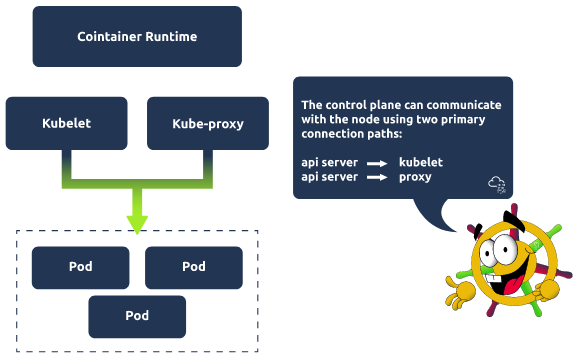 Cointainer Runtime
Kubelet
Kube-proxy
Pod
Pod
Pod
The control plane can communicate
with the node using two primary
connection paths:
api server → kubelet
api server → proxy